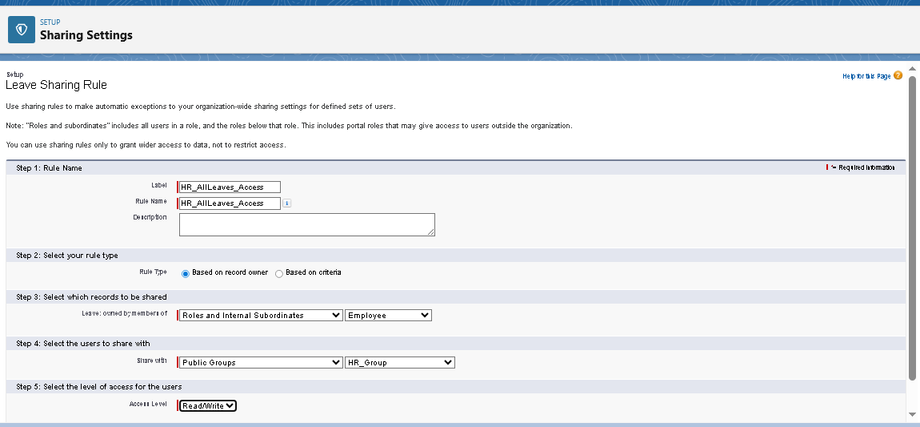 SETUP
Sharing Settings
Setup
Leave Sharing Rule
Help for this Page ?
Use sharing rules to make automatic exceptions to your organization-wide sharing settings for defined sets of users.
Note: "Roles and subordinates" includes all users in a role, and the roles below that role. This includes portal roles that may give access to users outside the organization.
You can use sharing rules only to grant wider access to data, not to restrict access.
Step 1: Rule Name
= Required Information
Label HR_AllLeaves_Access
Rule Name HR_AllLeaves_Access i
Description
Step 2: Select your rule type
Rule Type Based on record owner Based on criteria
Step 3: Select which records to be shared
Leave: owned by members of Roles and Internal Subordinates Employee
Step 4: Select the users to share with
Share with Public Groups HR_Group
Step 5: Select the level of access for the users
Access Level Read/Write